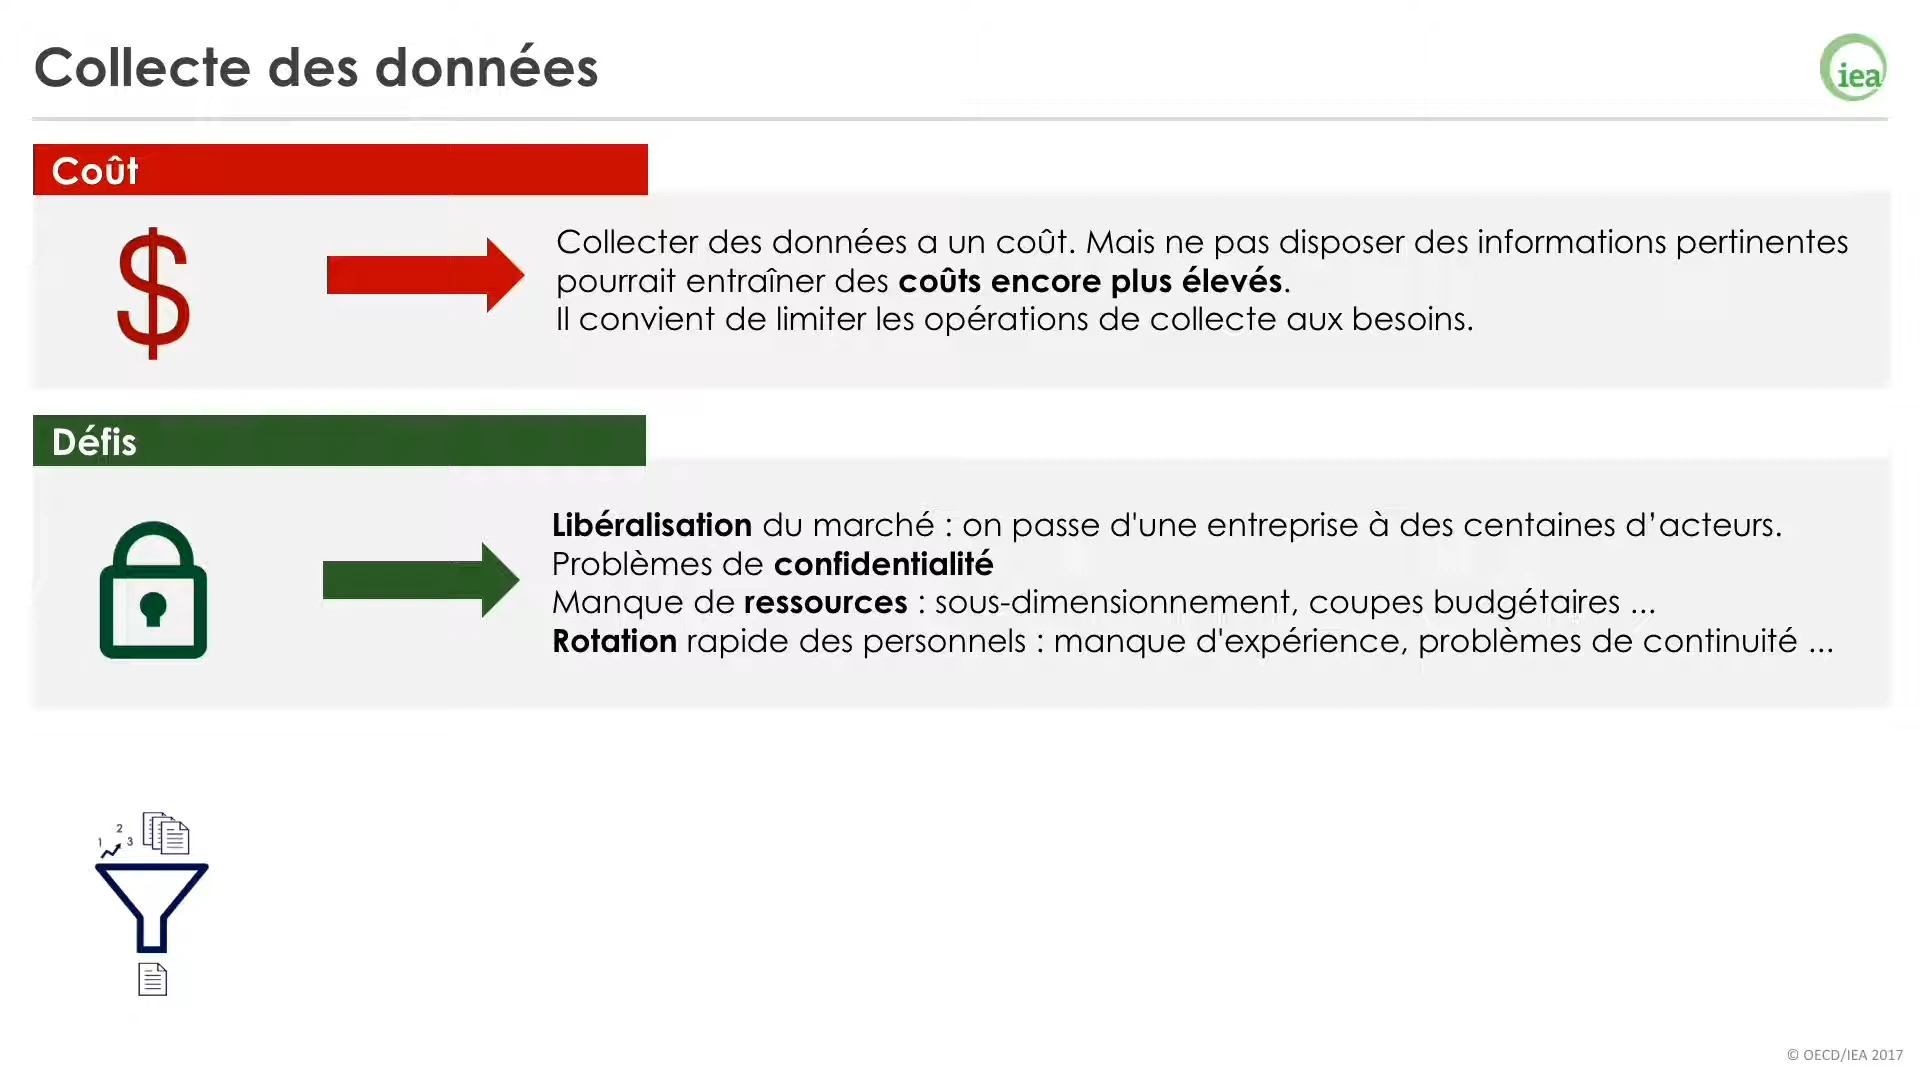 Collecte des données
iea
Coût
$
Collecter des données a un coût. Mais ne pas disposer des informations pertinentes
pourrait entraîner des coûts encore plus élevés.
Il convient de limiter les opérations de collecte aux besoins.
Défis
Libéralisation du marché : on passe d'une entreprise à des centaines d’acteurs.
Problèmes de confidentialité
Manque de ressources : sous-dimensionnement, coupes budgétaires ...
Rotation rapide des personnels : manque d'expérience, problèmes de continuité ...
1 2 3
© OECD/IEA 2017